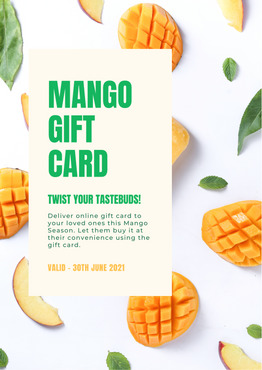 MANGO
GIFT
CARD
TWIST YOUR TASTEBUDS!
Deliver online gift card to
your loved ones this Mango
Season. Let them buy it at
their convenience using the
gift card.
VALID - 30TH JUNE 2021